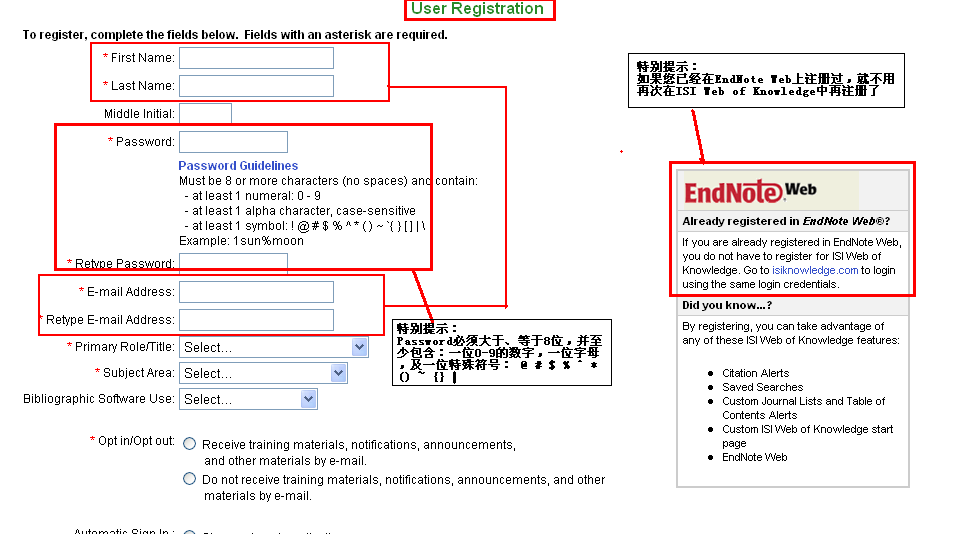 User Registration
To register, complete the fields below. Fields with an asterisk are required.
* First Name:
* Last Name:
Middle Initial:
* Password:
Password Guidelines
Must be 8 or more characters (no spaces) and contain:
- at least 1 numeral: 0 - 9
- at least 1 alpha character, case-sensitive
- at least 1 symbol: ! @ # $ % ^ * ( ) ~ `{ } [ ] | \
Example: 1sun%moon
* Retype Password:
* E-mail Address:
* Retype E-mail Address:
* Primary Role/Title: Select...
* Subject Area: Select...
Bibliographic Software Use: Select...
* Opt in/Opt out:
Receive training materials, notifications, announcements,
and other materials by e-mail.
Do not receive training materials, notifications, announcements, and other
materials by e-mail.
特别提示：
Password必须大于、等于8位，并至
少包含：一位0-9的数字，一位字母
，及一位特殊符号： @ # $ % ^ *
() ~ {} |
特别提示：
如果您已经在EndNote Web上注册过，就不用
再次在ISI Web of Knowledge中再注册了
EndNote Web
Already registered in EndNote Web®?
If you are already registered in EndNote Web,
you do not have to register for ISI Web of
Knowledge. Go to isiknowledge.com to login
using the same login credentials.
Did you know...?
By registering, you can take advantage of
any of these ISI Web of Knowledge features:
● Citation Alerts
● Saved Searches
● Custom Journal Lists and Table of
Contents Alerts
● Custom ISI Web of Knowledge start
page
● EndNote Web